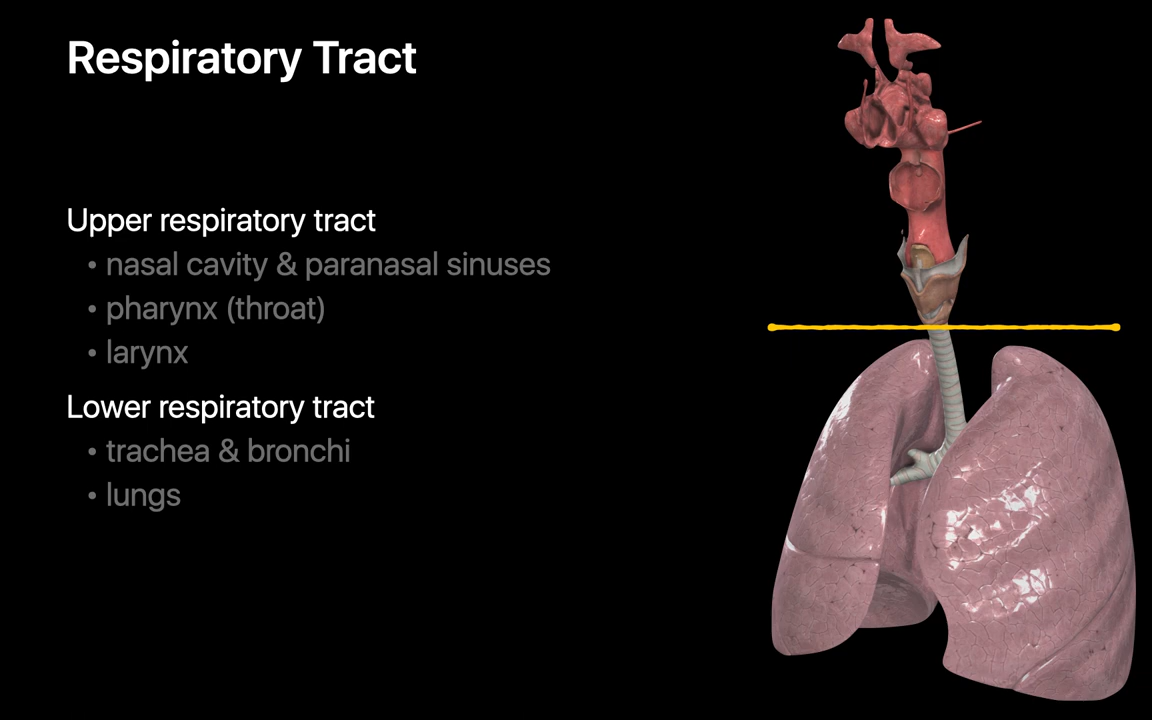 Respiratory Tract
Upper respiratory tract
• nasal cavity & paranasal sinuses
• pharynx (throat)
• larynx
Lower respiratory tract
• trachea & bronchi
• lungs